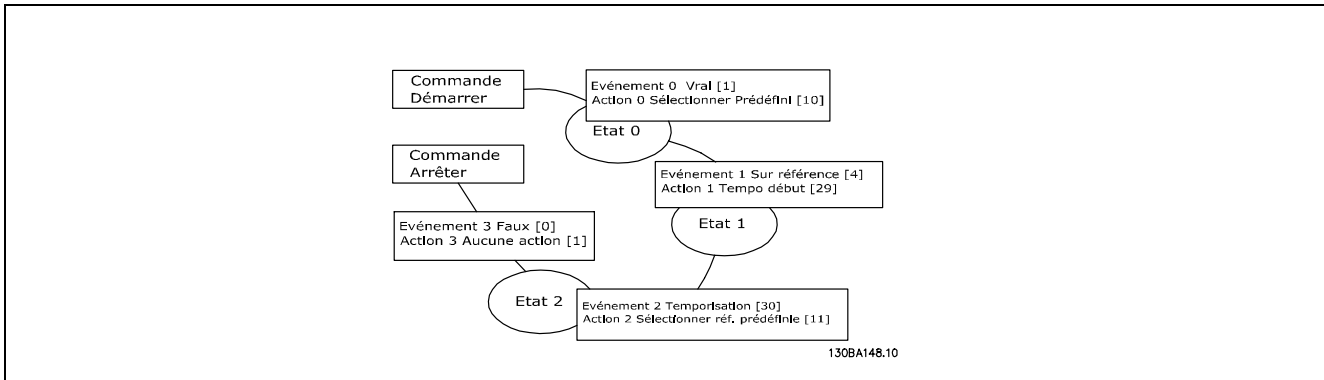 Commande
Démarrer
Evénement 0 Vrai [1]
Action 0 Sélectionner Prédéfini [10]
Etat 0
Commande
Arrêter
Evénement 1 Sur référence [4]
Action 1 Tempo début [29]
Etat 1
Evénement 3 Faux [0]
Action 3 Aucune action [1]
Etat 2
Evénement 2 Temporisation [30]
Action 2 Sélectionner réf. prédéfinie [11]
130BA148.10